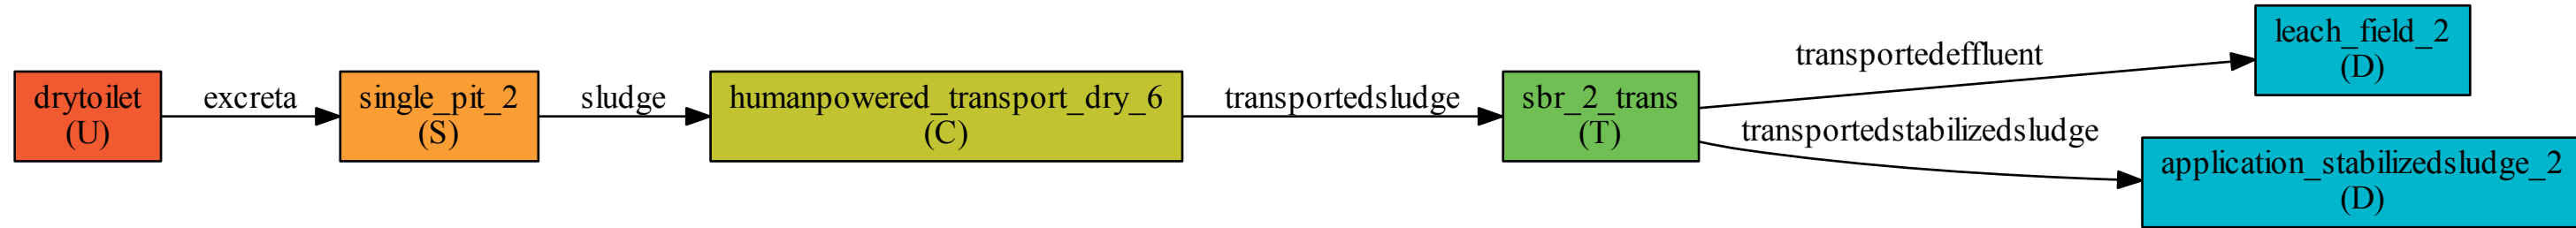 drytoilet
(U)
excreta
single_pit_2
(S)
sludge
humanpowered_transport_dry_6
(C)
transportedsludge
sbr_2_trans
(T)
transportedeffluent
leach_field_2
(D)
transportedstabilizedsludge
application_stabilizedsludge_2
(D)